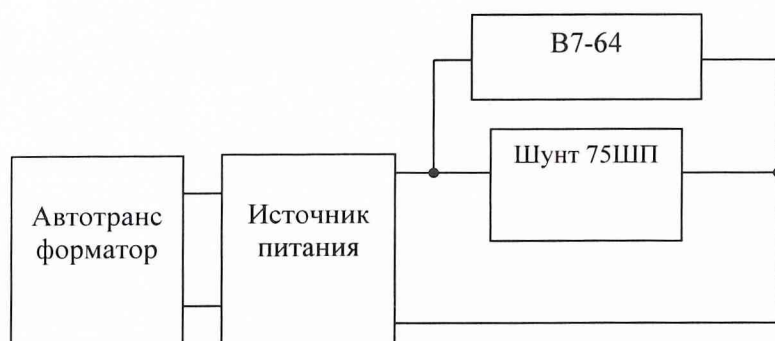 В7-64
Шунт 75ШП
Автотранс
форматор
Источник
питания